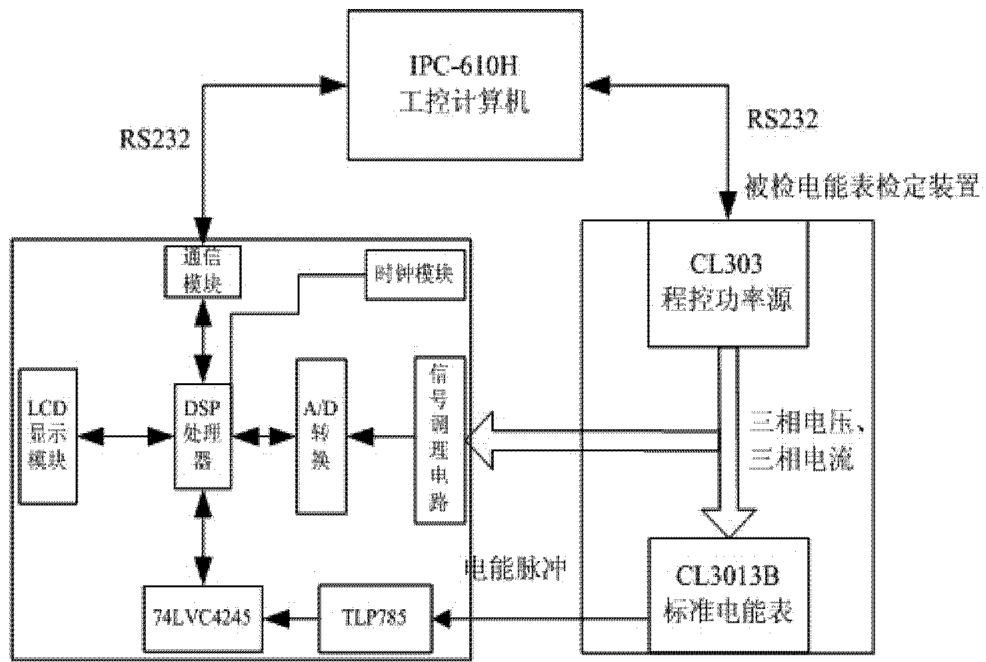 IPC-610H
工控计算机
RS232
RS232
被检电能表检定装置
通信
模块
时钟模块
CL303
程控功率源
LCD
显示
模块
DSP
处理
器
A/D
转
换
信
号
调
理
电
路
三相电压、
三相电流
电能脉冲
74LVC4245
TLP785
CL3013B
标准电能表